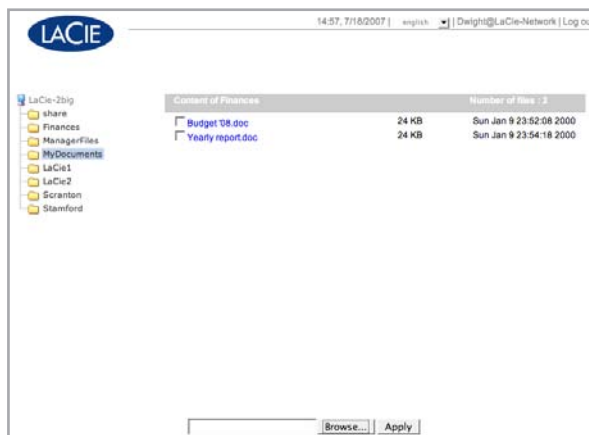 14:57, 7/18/2007 | english | Dwight@LaCie-Network | Log ou
LACIE
LaCie-2big
share
Finances
ManagerFiles
MyDocuments
LaCie1
LaCie2
Scranton
Stamford
Content of Finances Number of files : 2
Budget '08.doc 24 KB Sun Jan 9 23:52:08 2000
Yearly report.doc 24 KB Sun Jan 9 23:54:18 2000
Browse... Apply